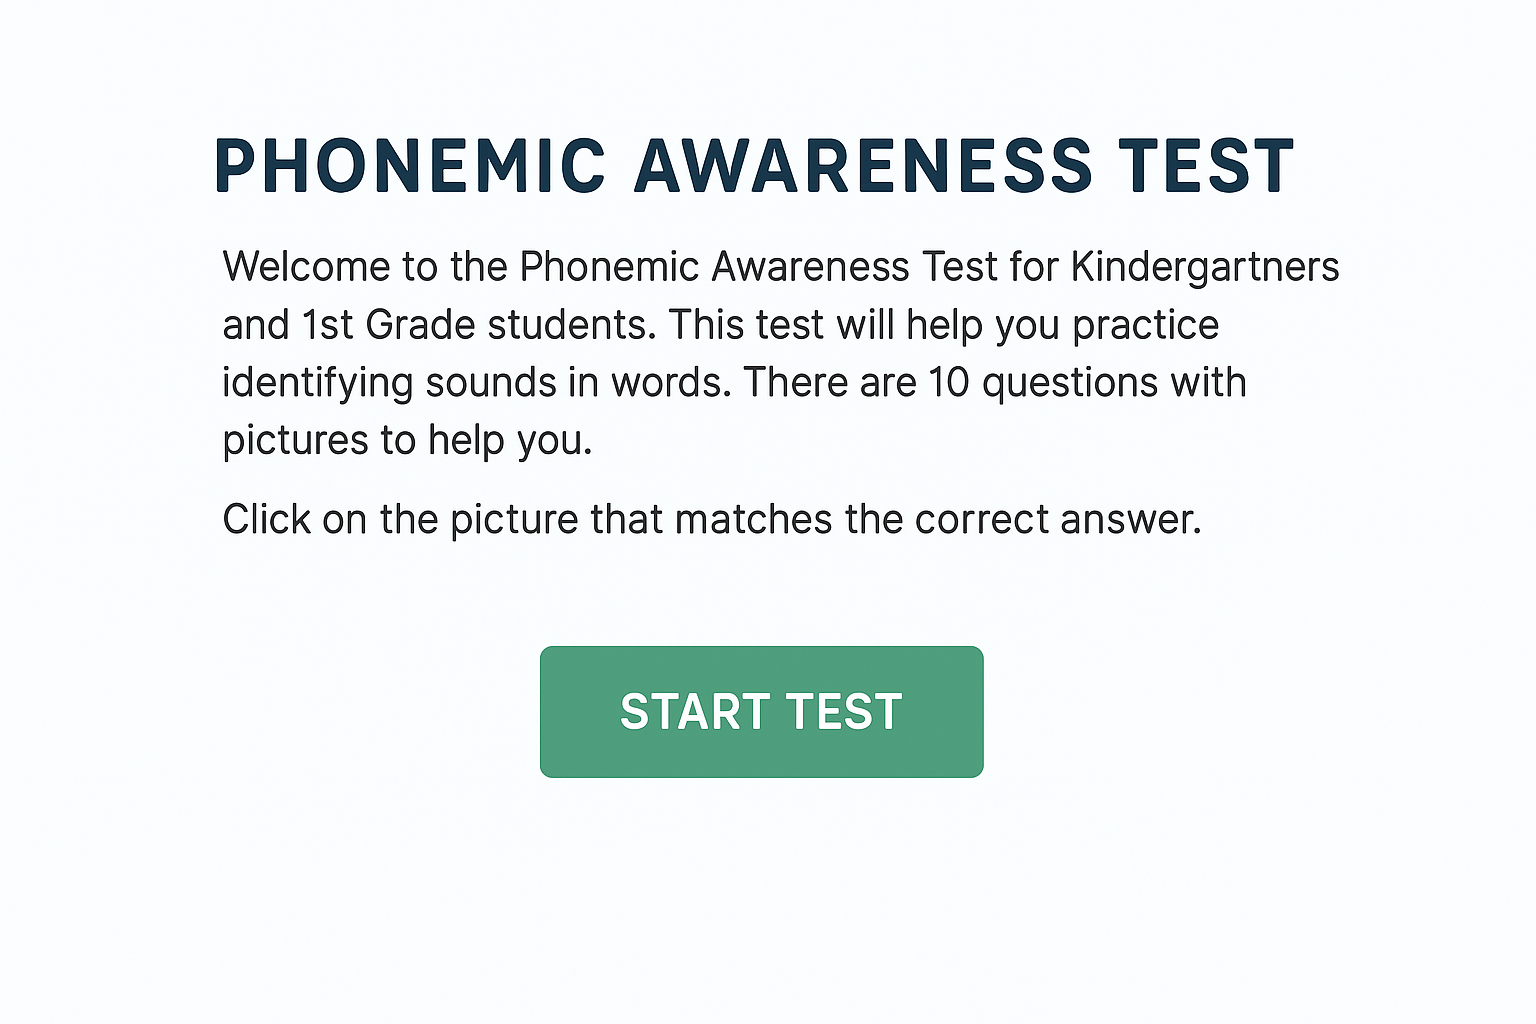 PHONEMIC AWARENESS TEST
Welcome to the Phonemic Awareness Test for Kindergartners
and 1st Grade students. This test will help you practice
identifying sounds in words. There are 10 questions with
pictures to help you.
Click on the picture that matches the correct answer.
START TEST